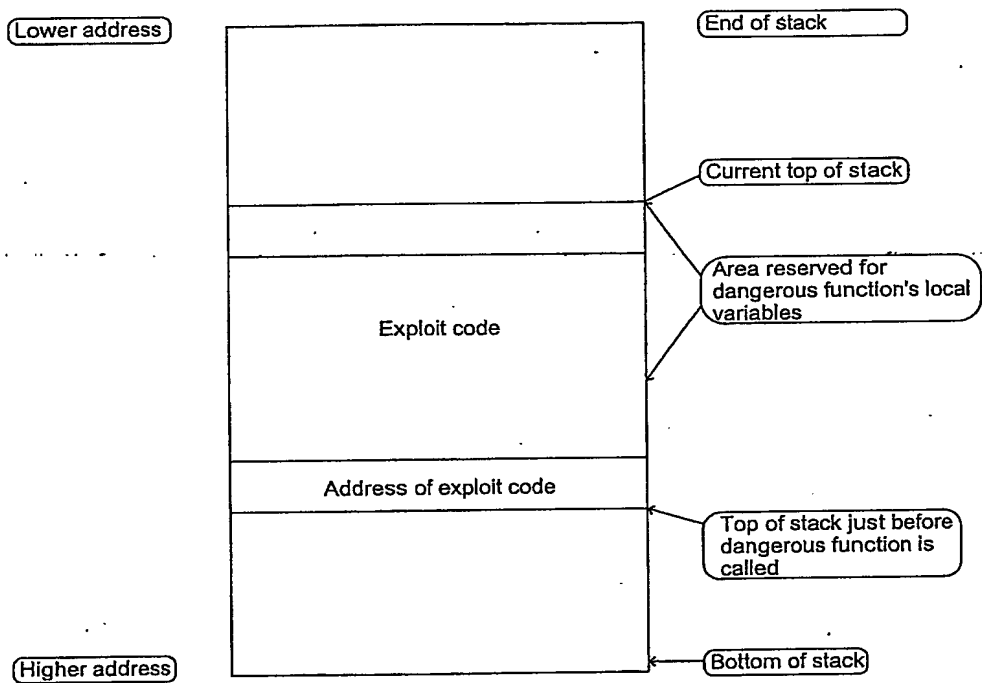 Lower address
End of stack
Current top of stack
Area reserved for
dangerous function's local
variables
Exploit code
Address of exploit code
Top of stack just before
dangerous function is
called
Higher address
Bottom of stack